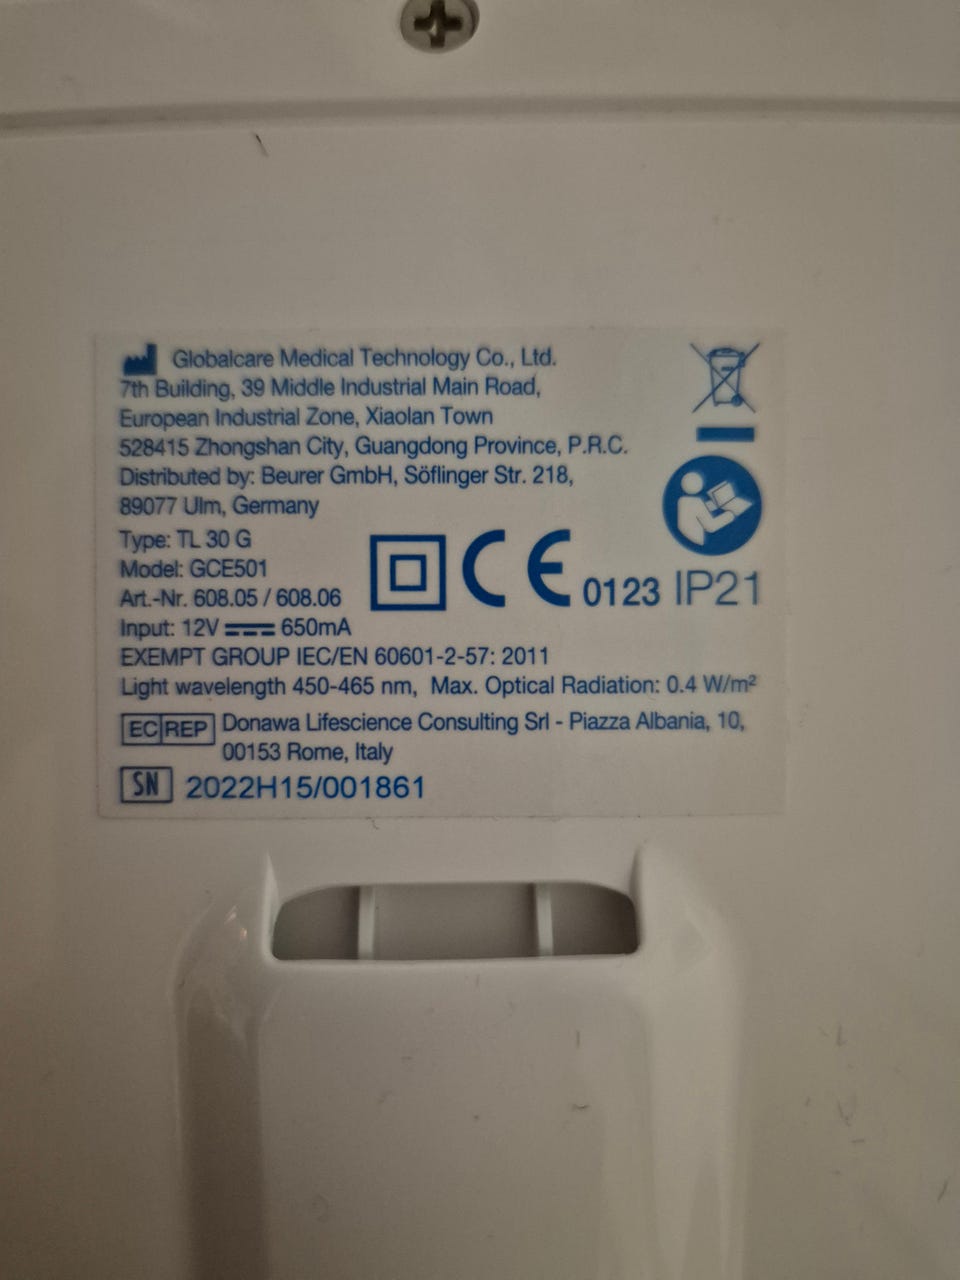 Globalcare Medical Technology Co., Ltd.
7th Building, 39 Middle Industrial Main Road,
European Industrial Zone, Xiaolan Town
528415 Zhongshan City, Guangdong Province, P.R.C.
Distributed by: Beurer GmbH, Söflinger Str. 218,
89077 Ulm, Germany
Type: TL 30 G
Model: GCE501
Art.-Nr. 608.05 / 608.06
CE 0123 IP21
Input: 12V 650mA
EXEMPT GROUP IEC/EN 60601-2-57: 2011
Light wavelength 450-465 nm, Max. Optical Radiation: 0.4 W/m²
EC REP Donawa Lifescience Consulting Srl - Piazza Albania, 10,
00153 Rome, Italy
SN 2022H15/001861